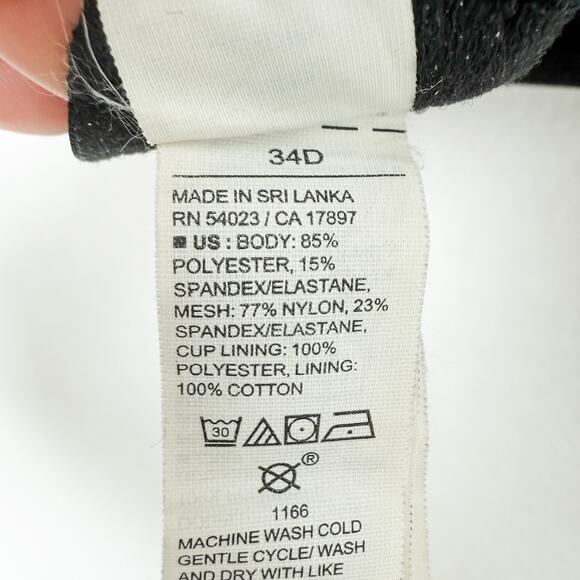 34D
MADE IN SRI LANKA
RN 54023 / CA 17897
US : BODY: 85%
POLYESTER, 15%
SPANDEX/ELASTANE,
MESH: 77% NYLON, 23%
SPANDEX/ELASTANE,
CUP LINING: 100%
POLYESTER, LINING:
100% COTTON
30
®
1166
MACHINE WASH COLD
GENTLE CYCLE/ WASH
AND DRY WITH LIKE